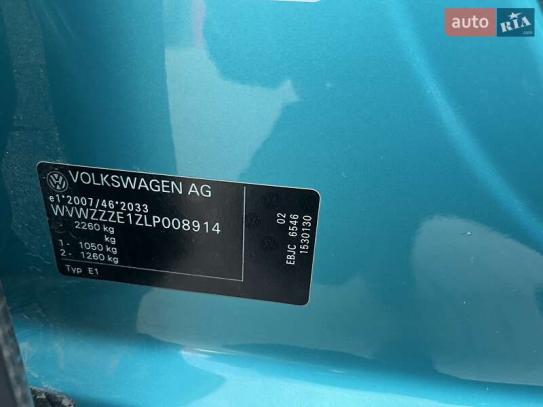 auto RIA
VOLKSWAGEN AG
e1*2007/46*2033
WVWZZZE1ZLP008914
2260 kg
kg
1 - 1050 kg
2 - 1260 kg
Typ E1
02
EBJC 6546
1530130